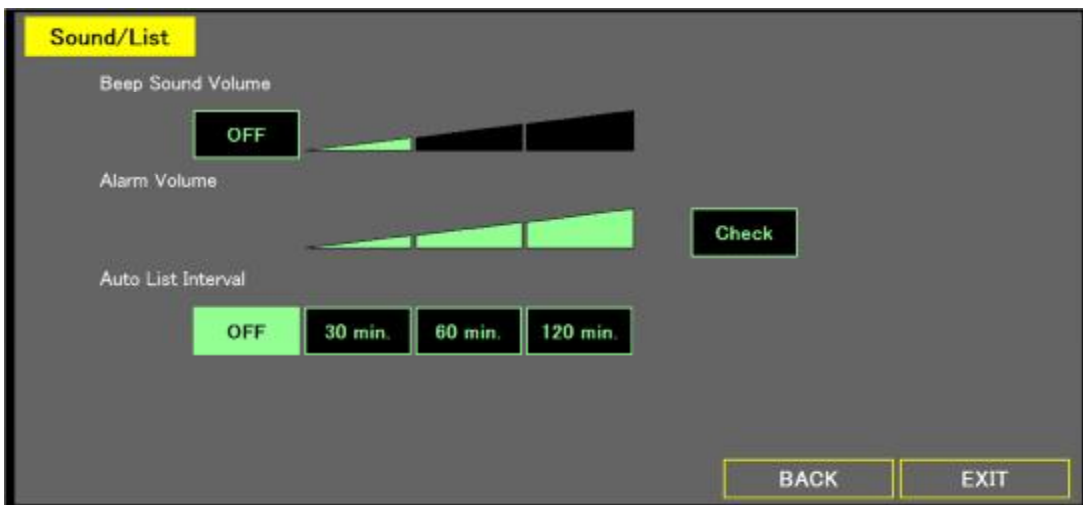 Sound/List
Beep Sound Volume
OFF
Alarm Volume
Check
Auto List Interval
OFF 30 min. 60 min. 120 min.
BACK EXIT